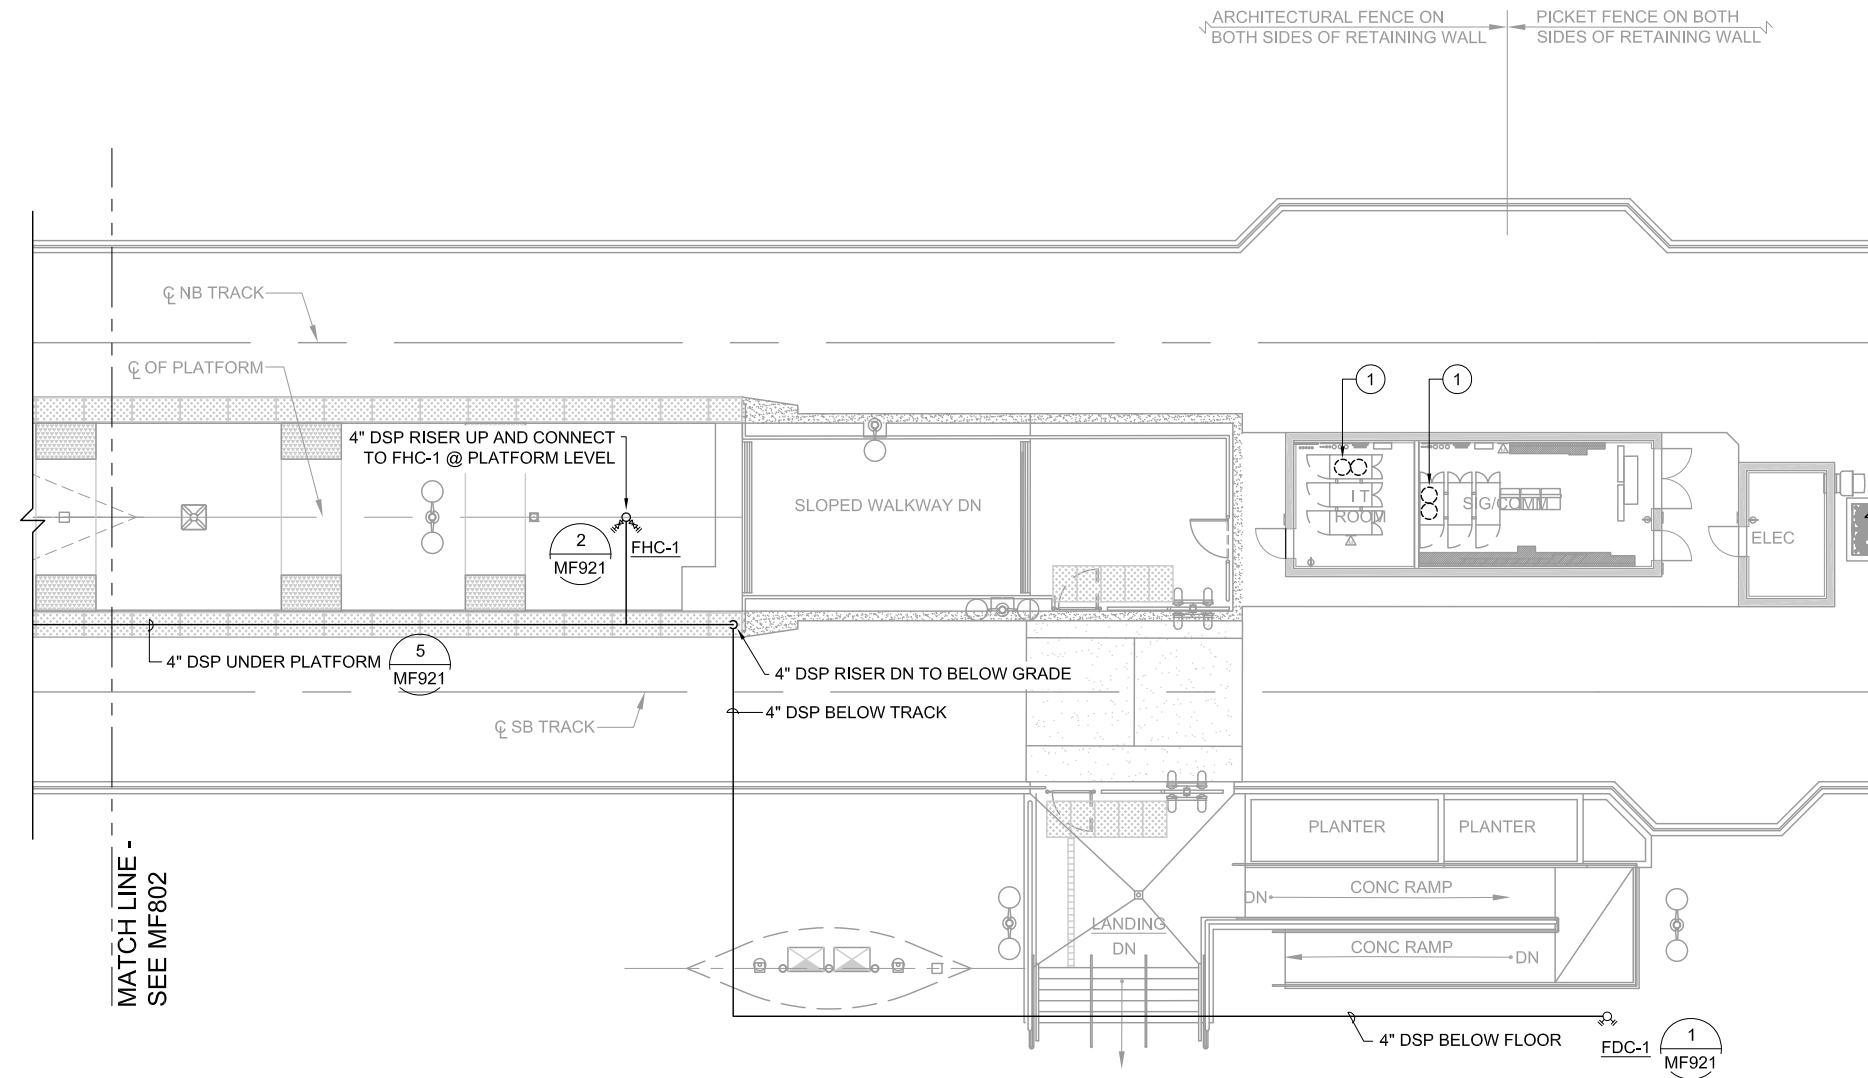 ARCHITECTURAL FENCE ON
BOTH SIDES OF RETAINING WALL
PICKET FENCE ON BOTH
SIDES OF RETAINING WALL
℄ NB TRACK
℄ OF PLATFORM
1
1
4" DSP RISER UP AND CONNECT
TO FHC-1 @ PLATFORM LEVEL
SLOPED WALKWAY DN
IT
ROOM
SIG/COMM
ELEC
2
MF921
FHC-1
4" DSP UNDER PLATFORM
5
MF921
4" DSP RISER DN TO BELOW GRADE
4" DSP BELOW TRACK
℄ SB TRACK
MATCH LINE -
SEE MF802
PLANTER
PLANTER
CONC RAMP
DN
LANDING
DN
CONC RAMP
DN
4" DSP BELOW FLOOR
FDC-1
1
MF921